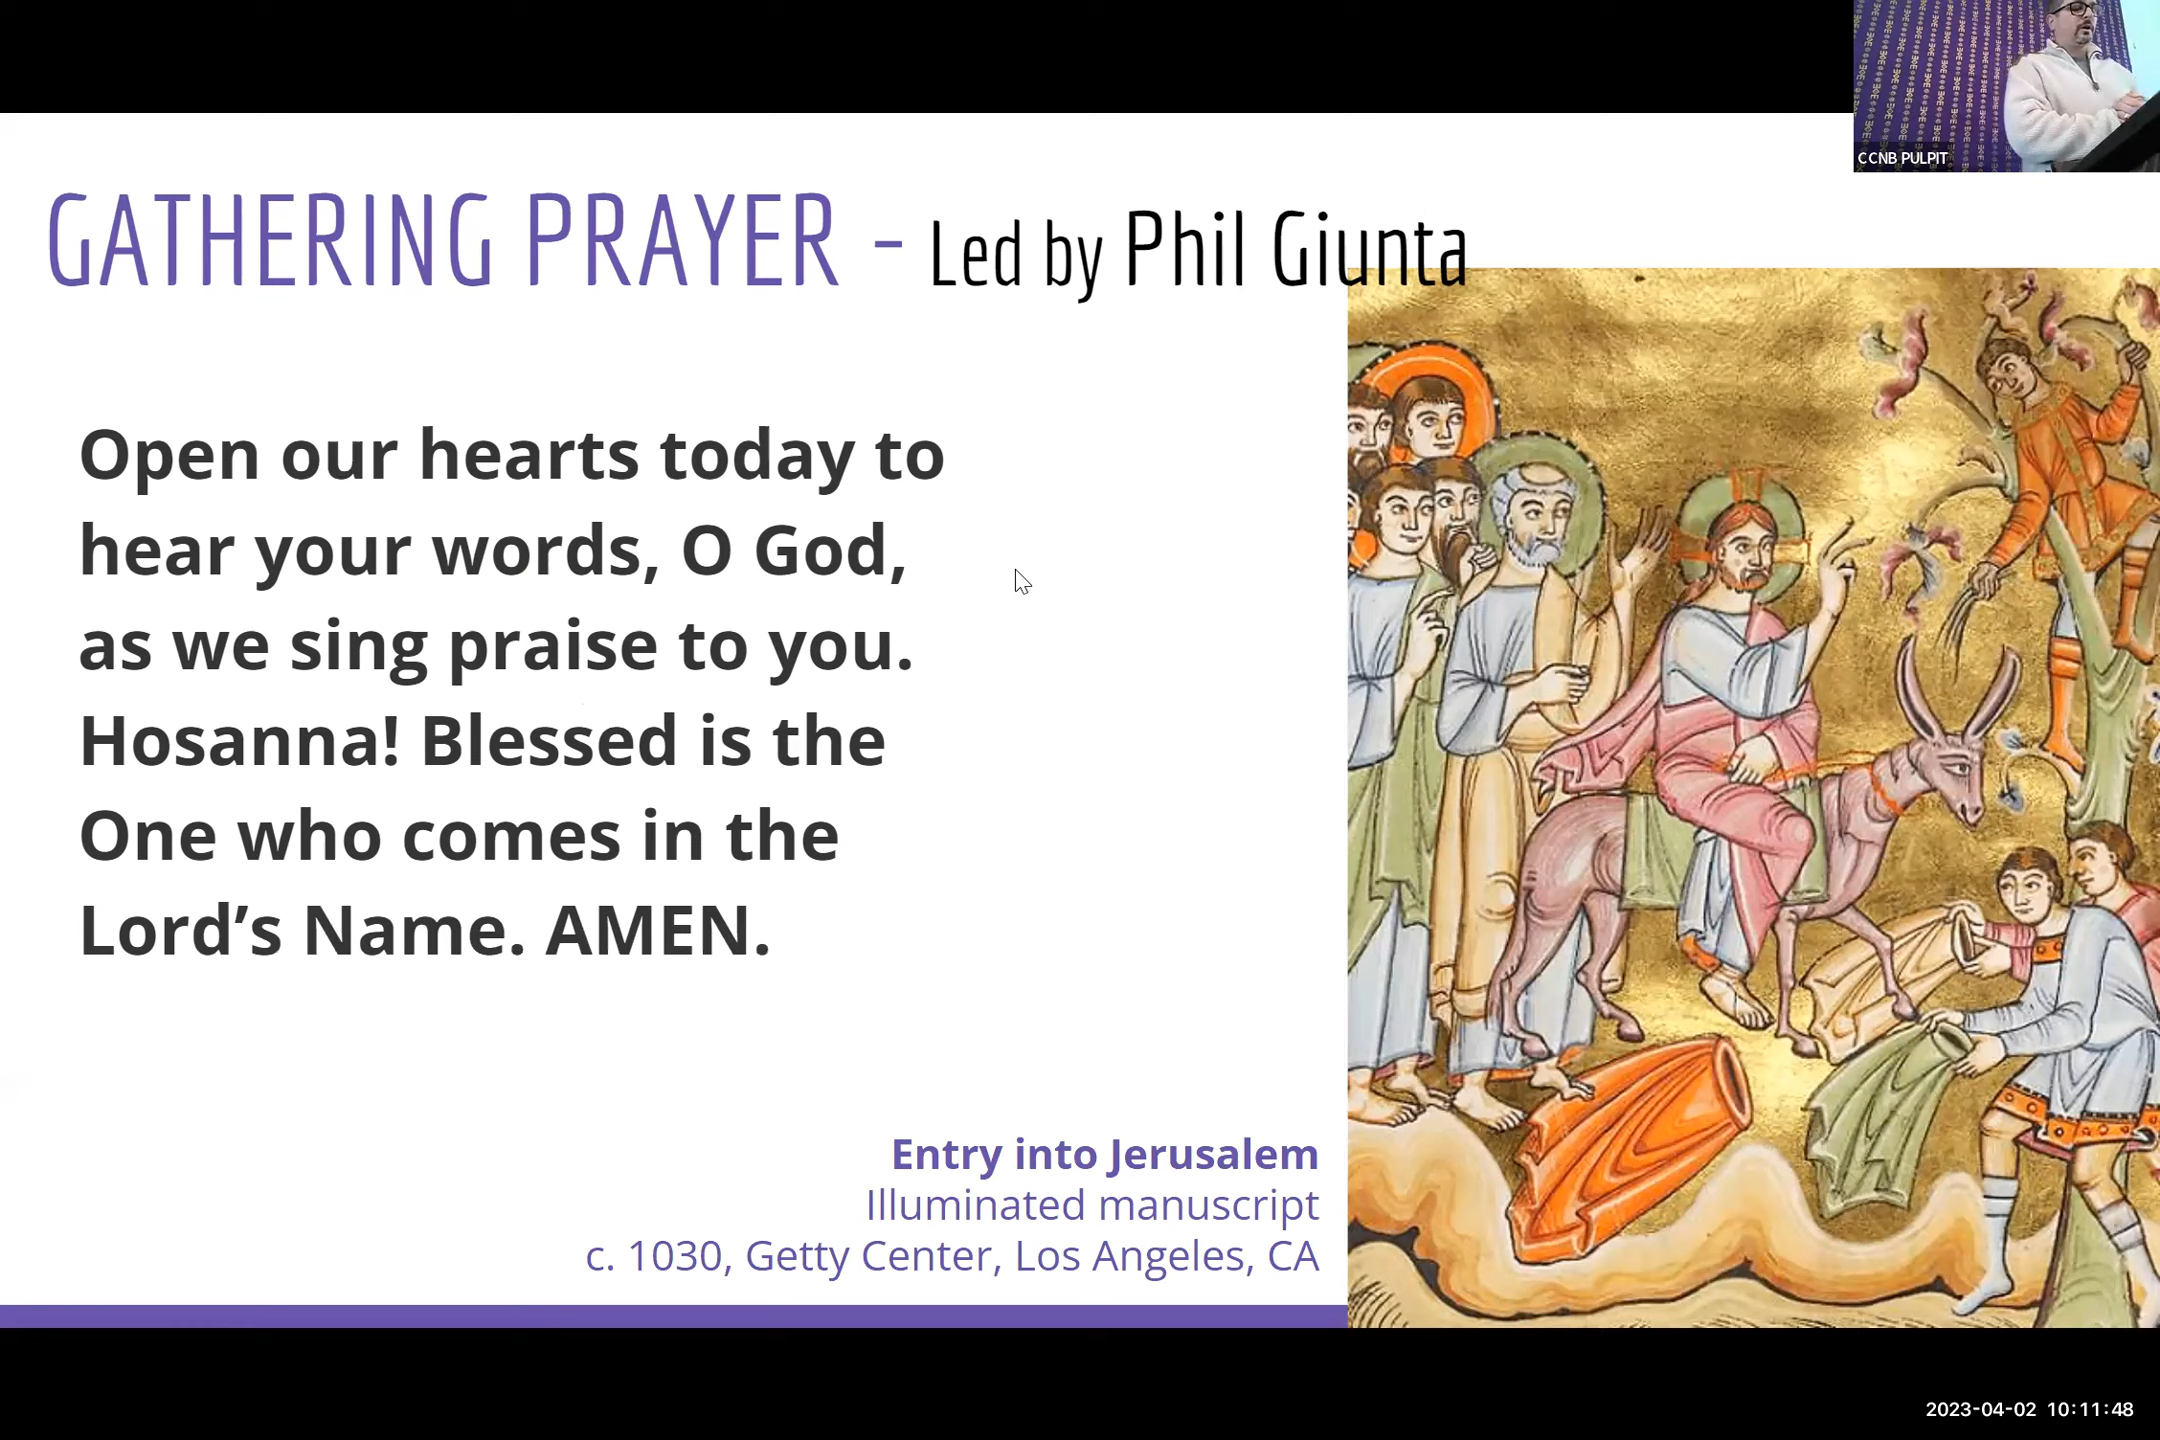 CCNB PULPIT
GATHERING PRAYER - Led by Phil Giunta
Open our hearts today to
hear your words, O God,
as we sing praise to you.
Hosanna! Blessed is the
One who comes in the
Lord’s Name. AMEN.
Entry into Jerusalem
Illuminated manuscript
c. 1030, Getty Center, Los Angeles, CA
2023-04-02 10:11:48